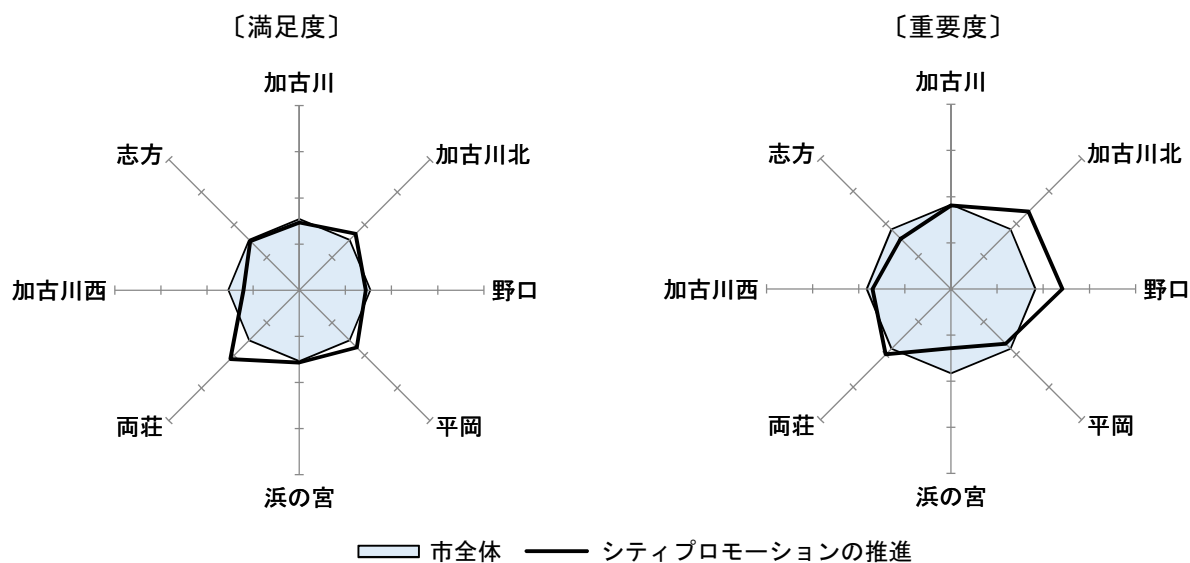 〔満足度〕
加古川
加古川北
野口
平岡
浜の宮
両荘
加古川西
志方
〔重要度〕
加古川
加古川北
野口
平岡
浜の宮
両荘
加古川西
志方
市全体
シティプロモーションの推進